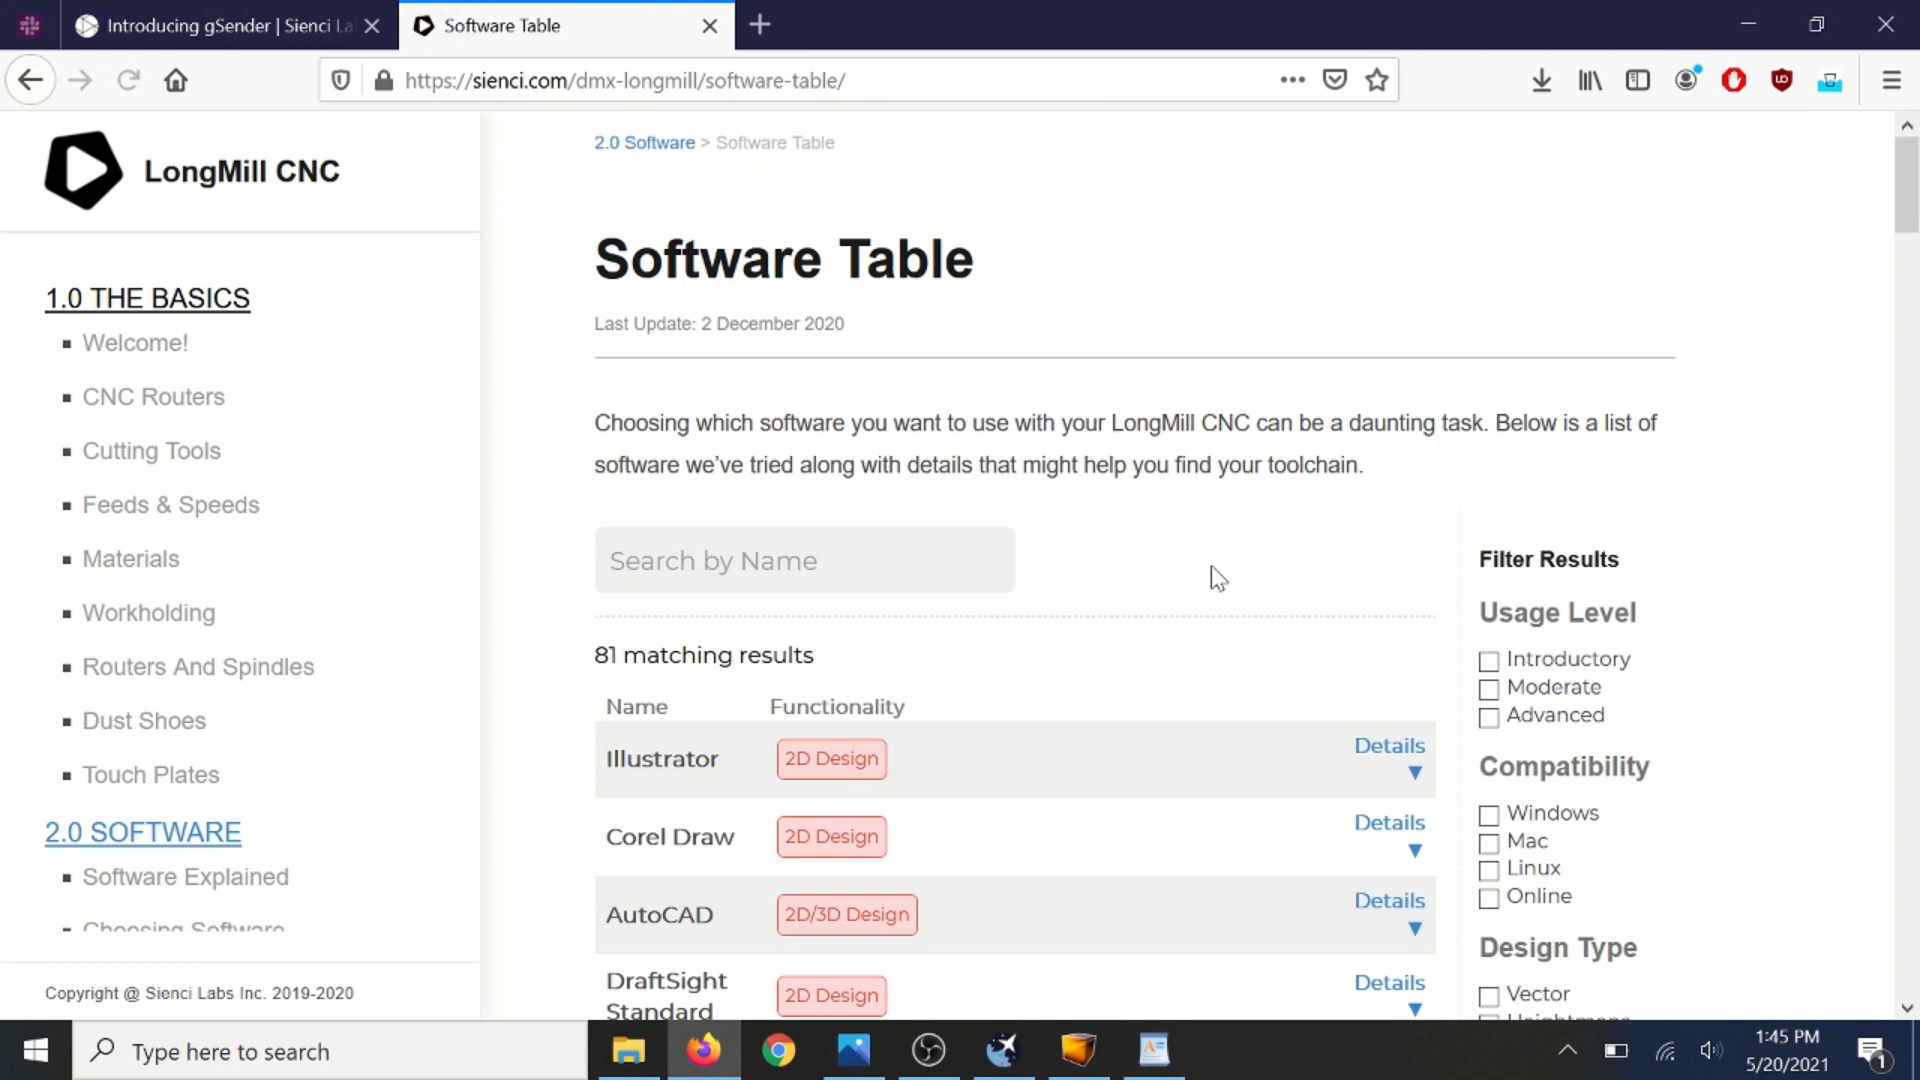 Introducing gSender | Sienci La
Software Table
https://sienci.com/dmx-longmill/software-table/
LongMill CNC
1.0 THE BASICS
Welcome!
CNC Routers
Cutting Tools
Feeds & Speeds
Materials
Workholding
Routers And Spindles
Dust Shoes
Touch Plates
2.0 SOFTWARE
Software Explained
Choosing Software
Copyright @ Sienci Labs Inc. 2019-2020
2.0 Software > Software Table
Software Table
Last Update: 2 December 2020
Choosing which software you want to use with your LongMill CNC can be a daunting task. Below is a list of
software we've tried along with details that might help you find your toolchain.
Search by Name
81 matching results
Name Functionality
Illustrator 2D Design Details
Corel Draw 2D Design Details
AutoCAD 2D/3D Design Details
DraftSight
Standard 2D Design Details
Filter Results
Usage Level
Introductory
Moderate
Advanced
Compatibility
Windows
Mac
Linux
Online
Design Type
Vector
Type here to search
1:45 PM
5/20/2021
1